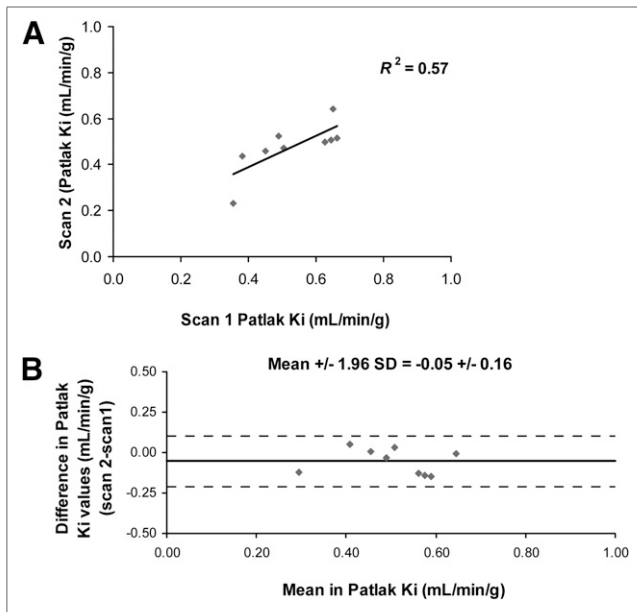 A
R² = 0.57
Scan 2 (Patlak Ki (mL/min/g)
1.0
0.8
0.6
0.4
0.2
0.0
0.0 0.2 0.4 0.6 0.8 1.0
Scan 1 Patlak Ki (mL/min/g)
B
Mean +/- 1.96 SD = -0.05 +/- 0.16
Difference in Patlak
Ki values (mL/min/g)
(scan 2-scan1)
0.50
0.25
0.00
-0.25
-0.50
0.00 0.20 0.40 0.60 0.80 1.00
Mean in Patlak Ki (mL/min/g)